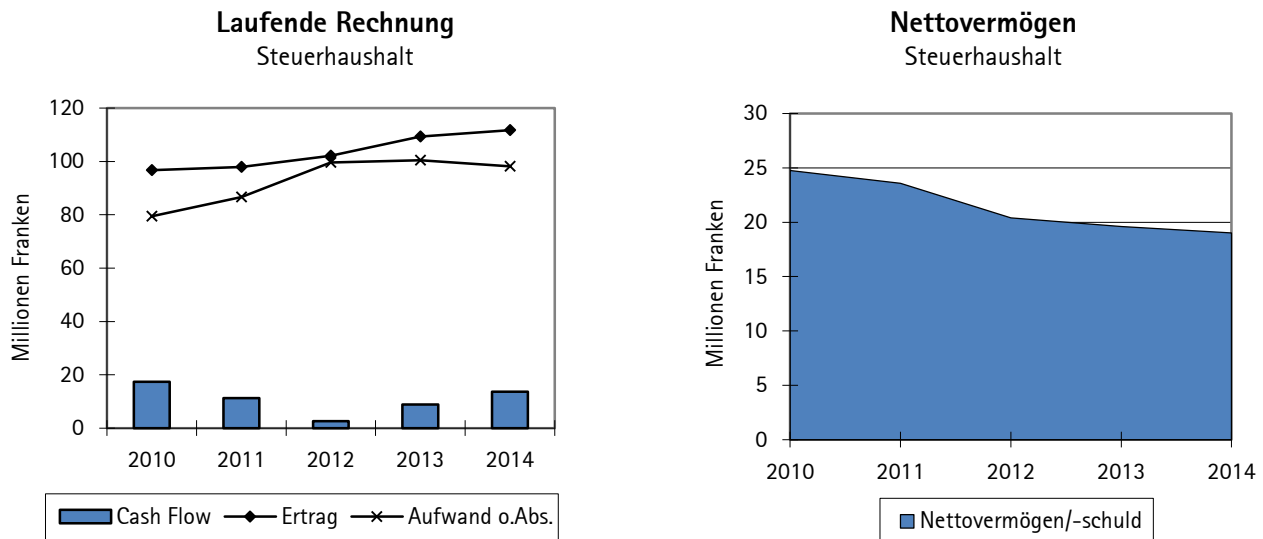 Laufende Rechnung
Steuerhaushalt
Millionen Franken
120
100
80
60
40
20
0
2010 2011 2012 2013 2014
Cash Flow Ertrag Aufwand o.Abs.
Nettovermögen
Steuerhaushalt
Millionen Franken
30
25
20
15
10
5
0
2010 2011 2012 2013 2014
Nettovermögen/-schuld